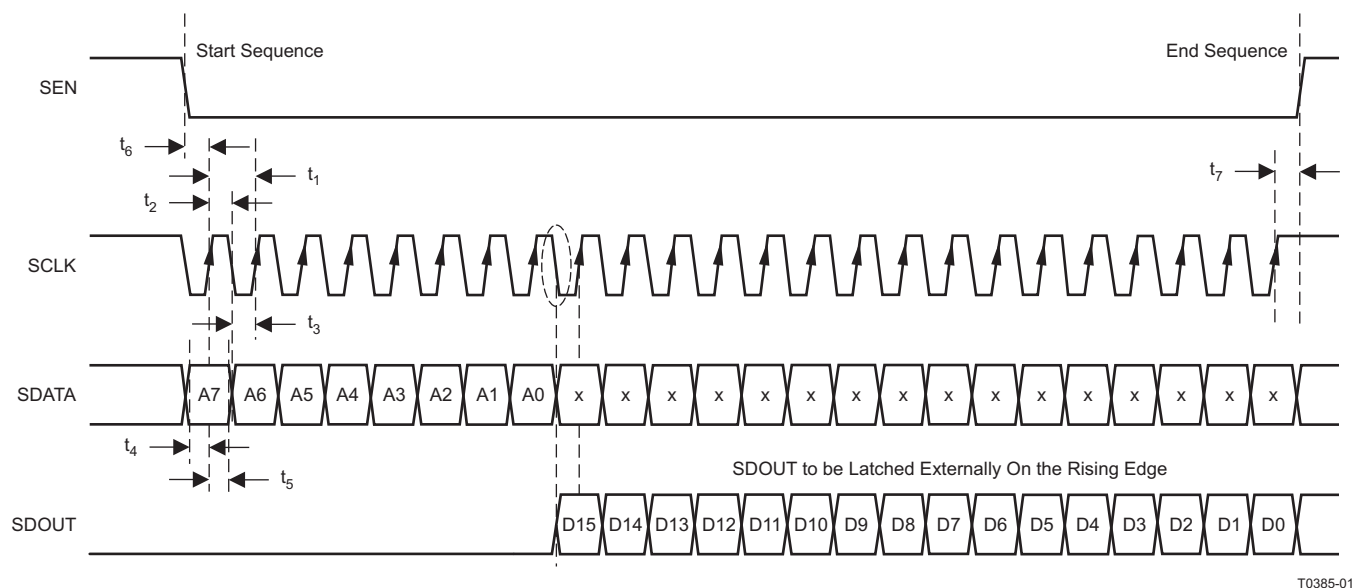 Start Sequence End Sequence
SEN
t6
t1 t7
t2
SCLK
t3
SDATA A7 A6 A5 A4 A3 A2 A1 A0 x x x x x x x x x x x x x x x x
t4
t5
SDOUT to be Latched Externally On the Rising Edge
SDOUT D15 D14 D13 D12 D11 D10 D9 D8 D7 D6 D5 D4 D3 D2 D1 D0
T0385-01